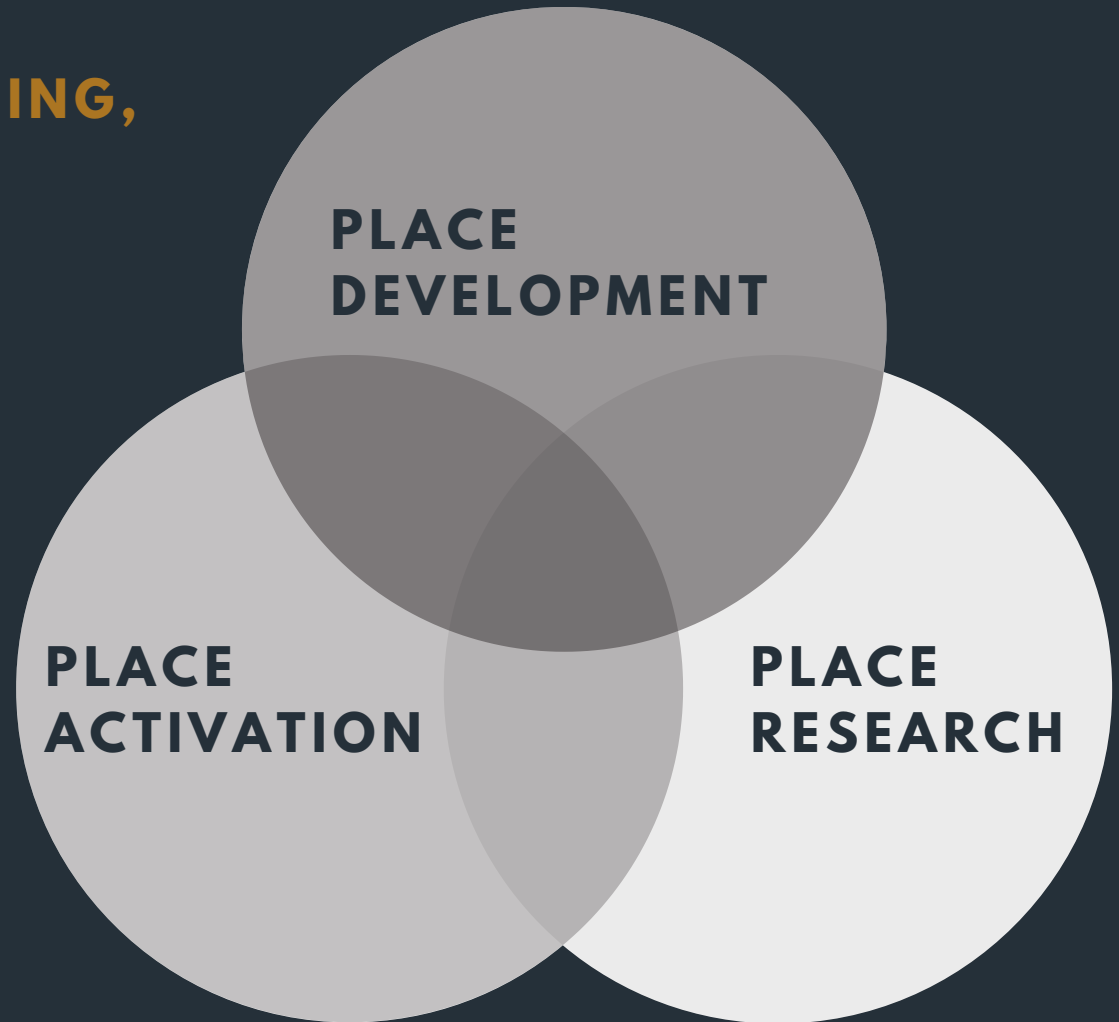 ING,
PLACE
DEVELOPMENT
PLACE
ACTIVATION
PLACE
RESEARCH